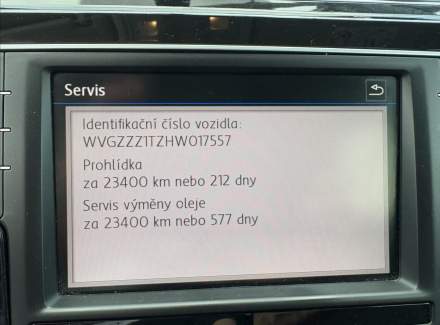 Servis
Identifikační číslo vozidla:
WVGZZZ1TZHW017557
Prohlídka
za 23400 km nebo 212 dny
Servis výměny oleje
za 23400 km nebo 577 dny